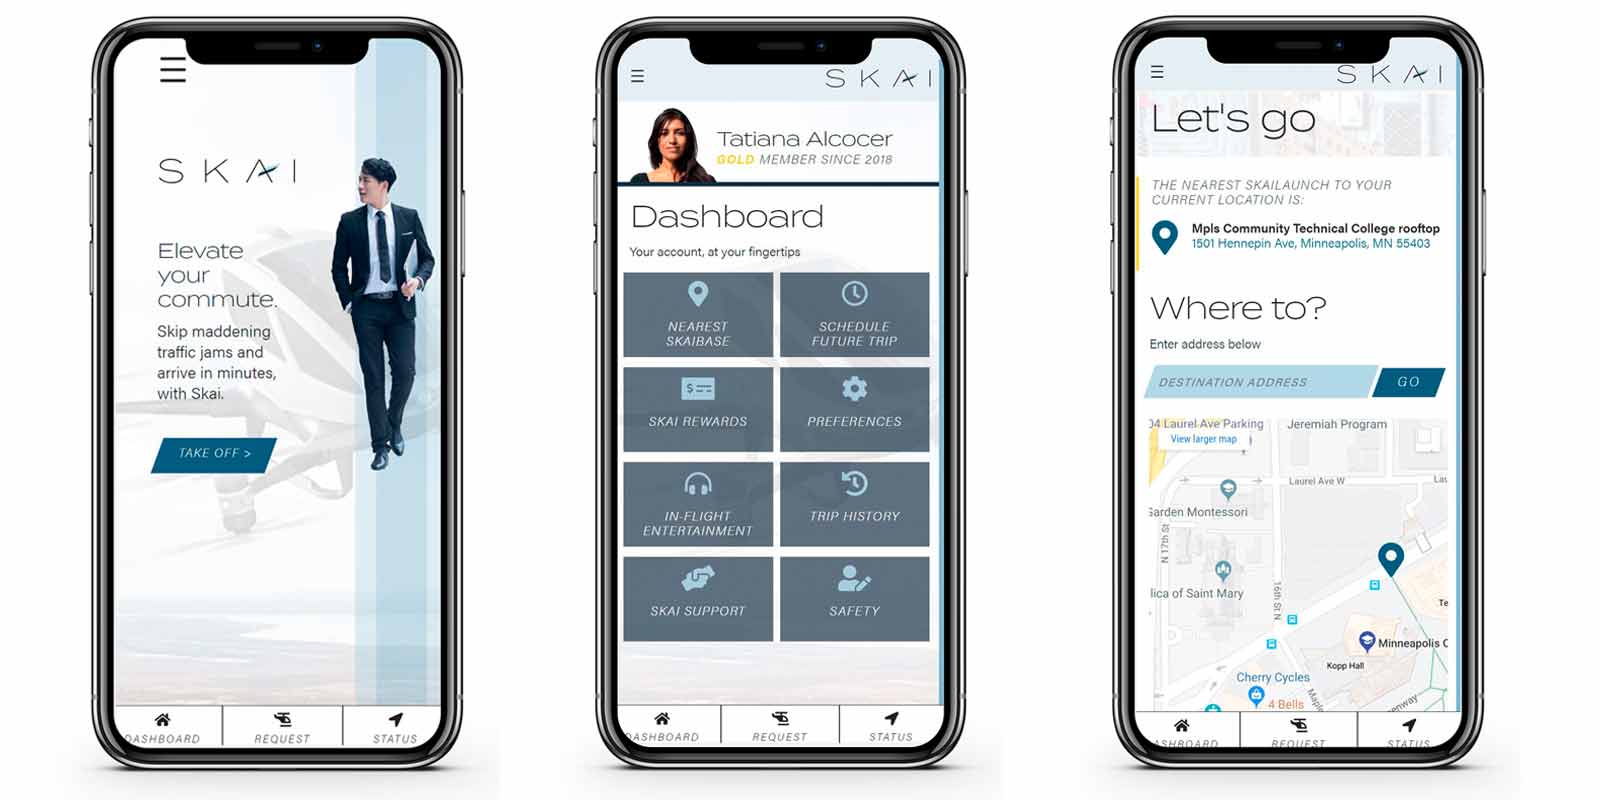 SKAI
Elevate
your
commute.
Skip maddening
traffic jams and
arrive in minutes,
with Skai.
TAKE OFF >
DASHBOARD
REQUEST
STATUS
SKAI
Tatiana Alcocer
GOLD MEMBER SINCE 2018
Dashboard
Your account, at your fingertips
NEAREST
SKAIBASE
SCHEDULE
FUTURE TRIP
$
SKAI REWARDS
PREFERENCES
IN-FLIGHT
ENTERTAINMENT
TRIP HISTORY
SKAI SUPPORT
SAFETY
DASHBOARD
REQUEST
STATUS
SKAI
Let's go
THE NEAREST SKAILAUNCH TO YOUR
CURRENT LOCATION IS:
Mpls Community Technical College rooftop
1501 Hennepin Ave, Minneapolis, MN 55403
Where to?
Enter address below
DESTINATION ADDRESS
GO
04 Laurel Ave Parking
Jeremiah Program
View larger map
Laurel Ave W
Lau
Garden Montessori
N 17th St
lica of Saint Mary
16th St N
Te
Minneapolis C
Kopp Hall
Cherry Cycles
Maple
enway
4 Bells
DASHBOARD
REQUEST
STATUS